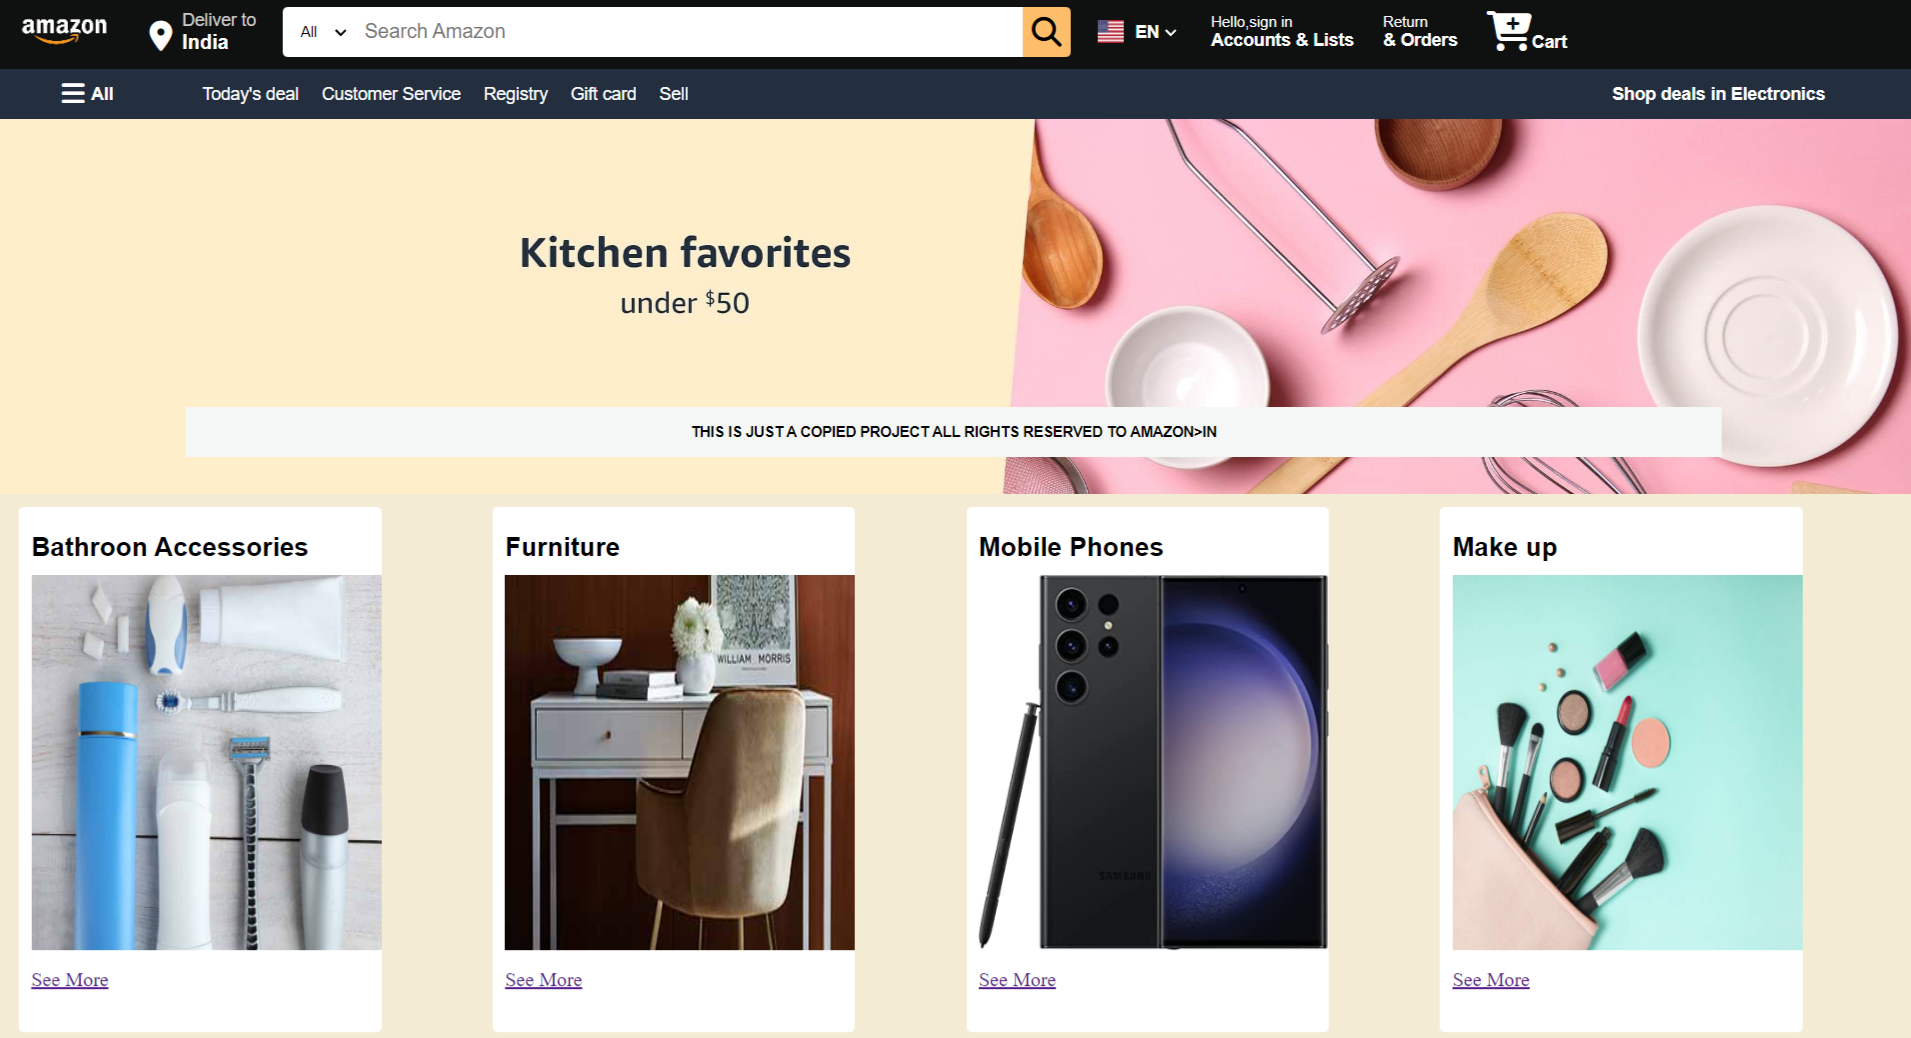 amazon
Deliver to
India
All
Search Amazon
EN
Hello,sign in
Accounts & Lists
Return
& Orders
Cart
All
Today's deal
Customer Service
Registry
Gift card
Sell
Shop deals in Electronics
Kitchen favorites
under $50
THIS IS JUST A COPIED PROJECT ALL RIGHTS RESERVED TO AMAZON>IN
Bathroon Accessories
Furniture
Mobile Phones
Make up
WILLIAM MORRIS
SAMSUNG
See More
See More
See More
See More